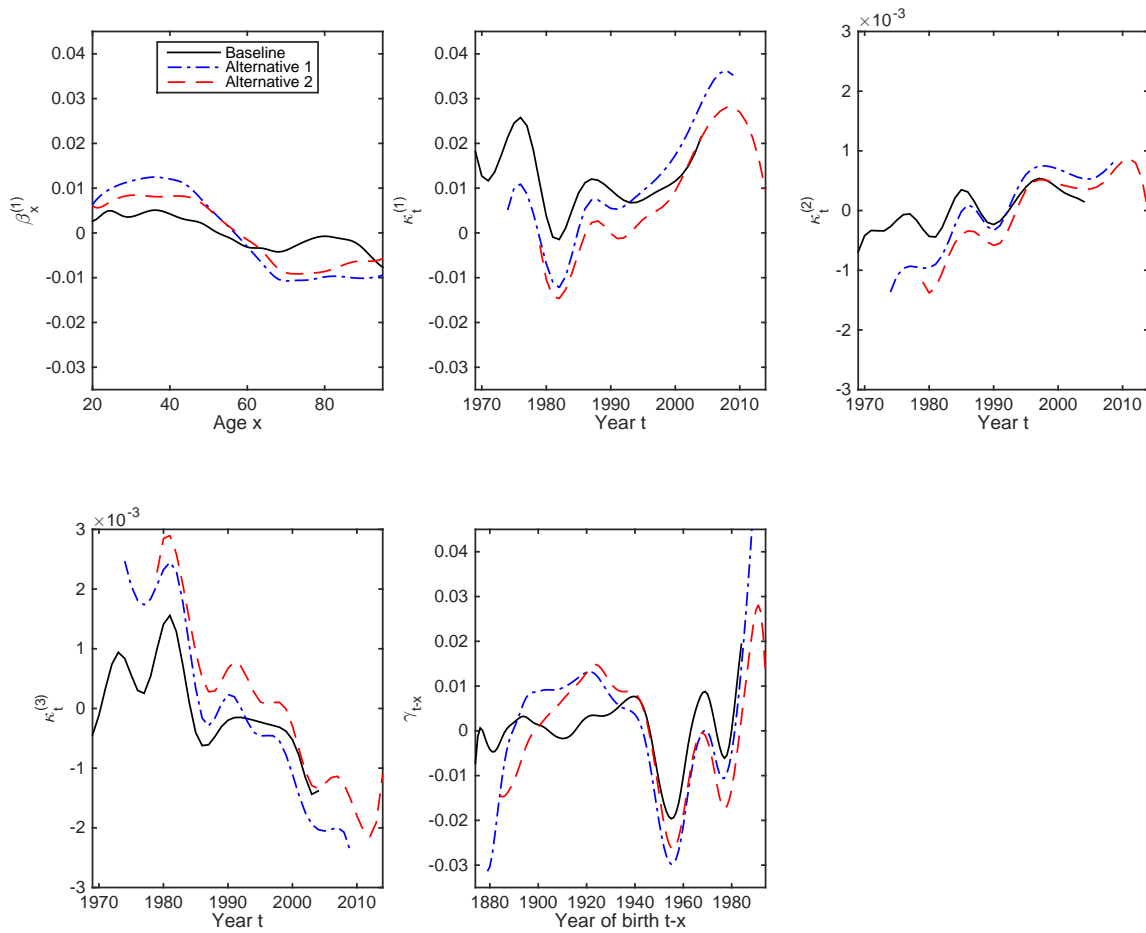 Baseline
Alternative 1
Alternative 2
0.04
0.03
0.02
0.01
0
-0.01
-0.02
-0.03
β_x^(1)
20 40 60 80
Age x
0.04
0.03
0.02
0.01
0
-0.01
-0.02
-0.03
κ_t^(1)
1970 1980 1990 2000 2010
Year t
×10^-3
3
2
1
0
-1
-2
-3
κ_t^(2)
1970 1980 1990 2000 2010
Year t
×10^-3
3
2
1
0
-1
-2
-3
κ_t^(3)
1970 1980 1990 2000 2010
Year t
0.04
0.03
0.02
0.01
0
-0.01
-0.02
-0.03
γ_t-x
1880 1900 1920 1940 1960 1980
Year of birth t-x